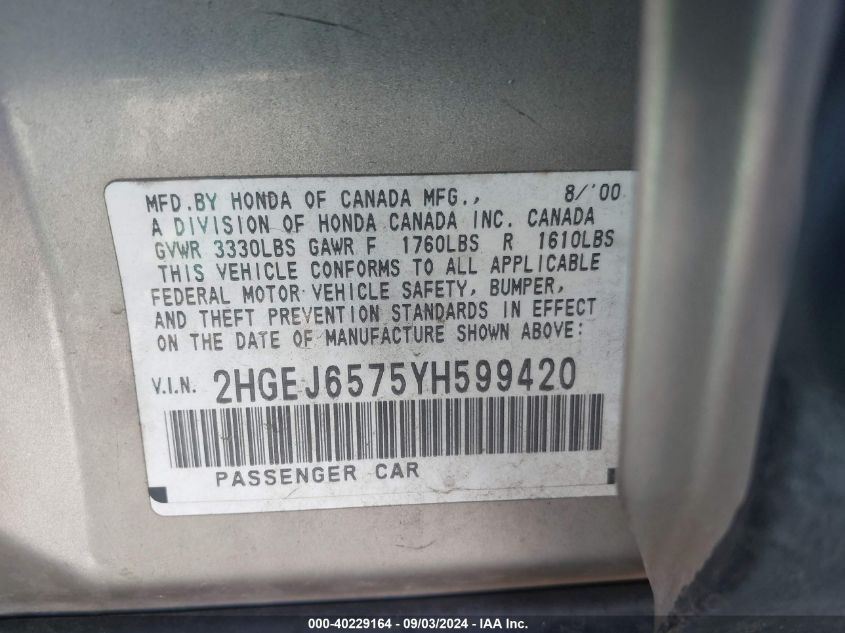 MFD.BY HONDA OF CANADA MFG., 8/'00
A DIVISION OF HONDA CANADA INC. CANADA
GVWR 3330LBS GAWR F 1760LBS R 1610LBS
THIS VEHICLE CONFORMS TO ALL APPLICABLE
FEDERAL MOTOR VEHICLE SAFETY, BUMPER,
AND THEFT PREVENTION STANDARDS IN EFFECT
ON THE DATE OF MANUFACTURE SHOWN ABOVE:
V.I.N. 2HGEJ6575YH599420
PASSENGER CAR
000-40229164 - 09/03/2024 - IAA Inc.